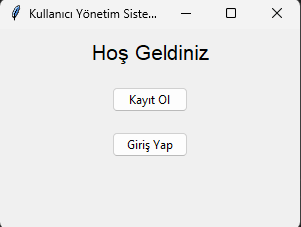 Kullanıcı Yönetim Siste...
Hoş Geldiniz
Kayıt Ol
Giriş Yap